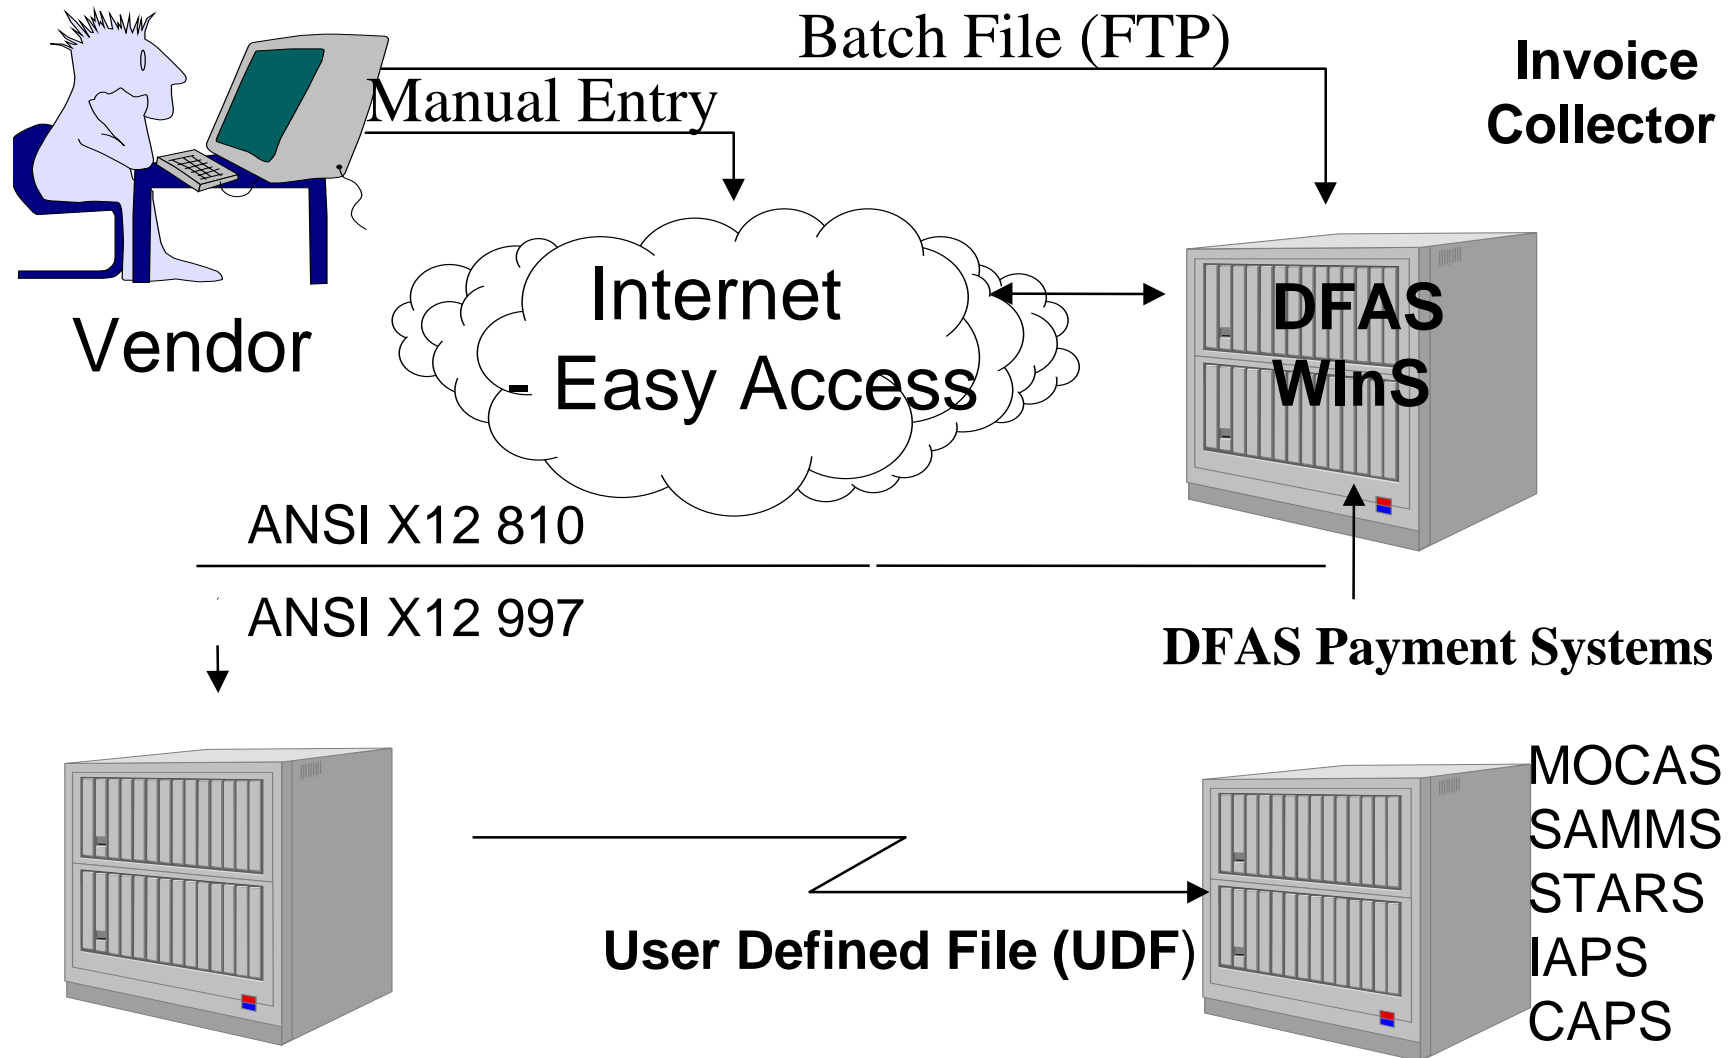 Batch File (FTP)
Manual Entry
Invoice
Collector
Vendor
Internet
- Easy Access
DFAS
WInS
ANSI X12 810
ANSI X12 997
DFAS Payment Systems
User Defined File (UDF)
MOCAS
SAMMS
STARS
IAPS
CAPS